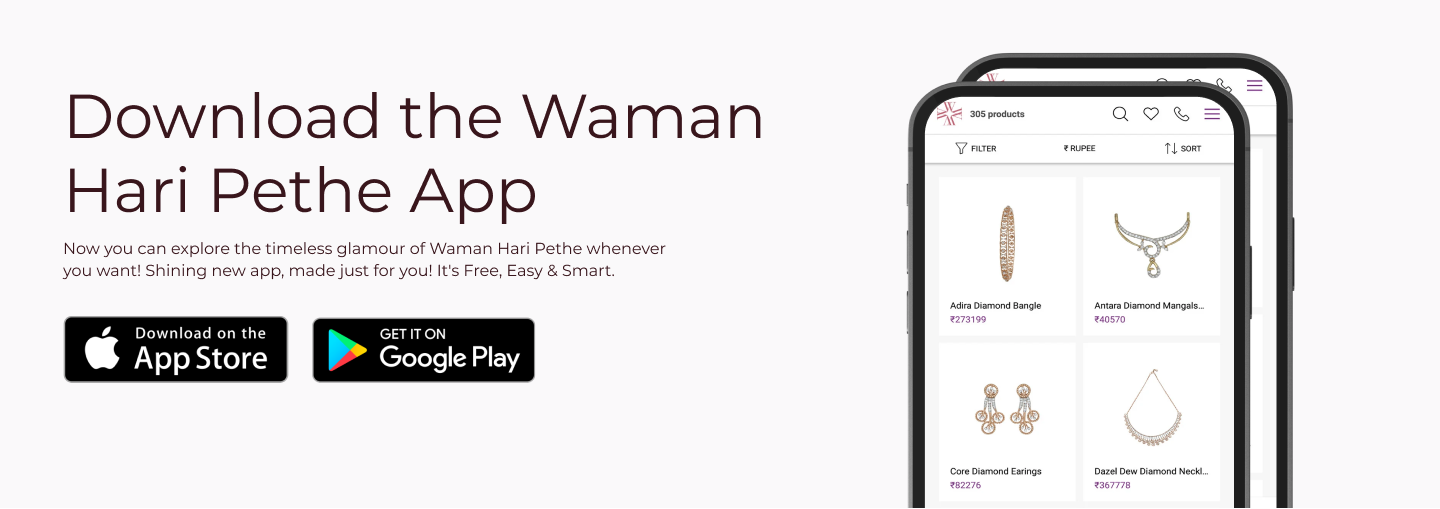 Download the Waman
Hari Pethe App
Now you can explore the timeless glamour of Waman Hari Pethe whenever
you want! Shining new app, made just for you! It's Free, Easy & Smart.
Download on the
App Store
GET IT ON
Google Play
W
305 products
FILTER
₹ RUPEE
SORT
Adira Diamond Bangle
₹273199
Antara Diamond Mangals...
₹40570
Core Diamond Earings
₹82276
Dazel Dew Diamond Neckl...
₹367778